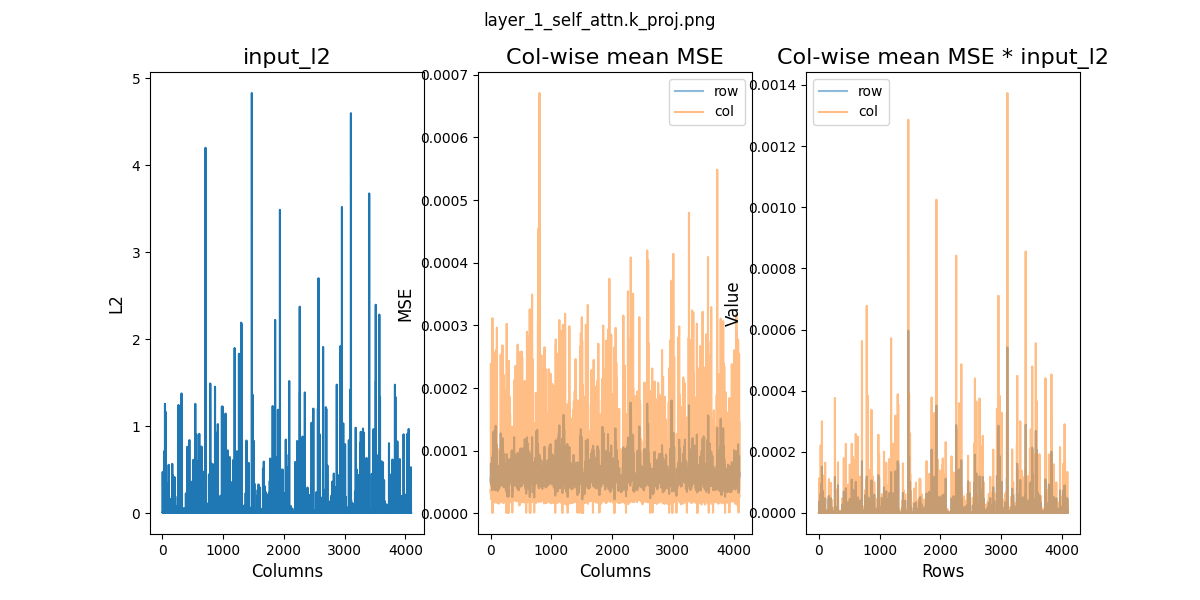 layer_1_self_attn.k_proj.png
input_l2
L2
5
4
3
2
1
0
0 1000 2000 3000 4000
Columns
Col-wise mean MSE
MSE
0.0007
0.0006
0.0005
0.0004
0.0003
0.0002
0.0001
0.0000
row
col
0 1000 2000 3000 4000
Columns
Col-wise mean MSE * input_l2
Value
0.0014
0.0012
0.0010
0.0008
0.0006
0.0004
0.0002
0.0000
row
col
0 1000 2000 3000 4000
Rows